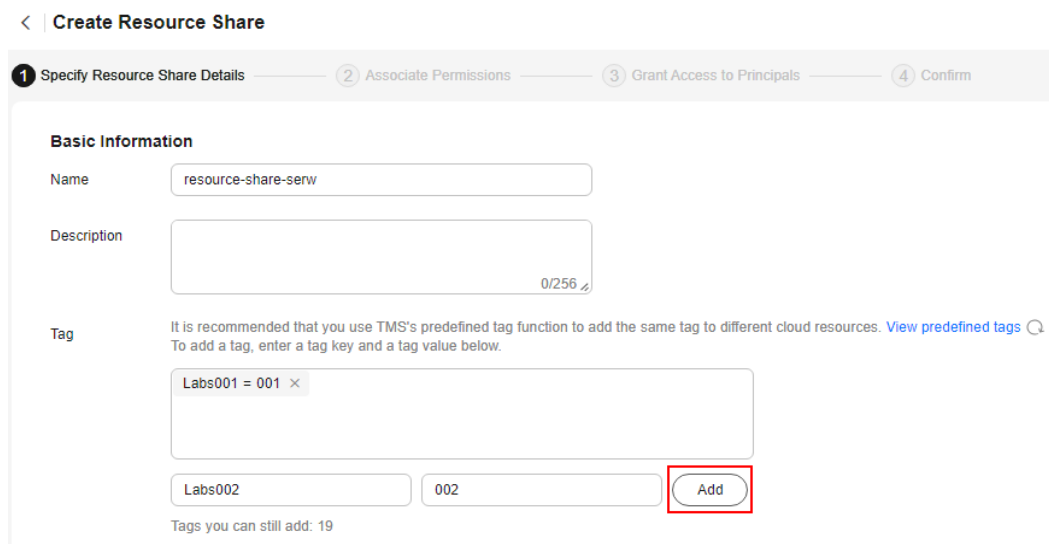 Create Resource Share
1 Specify Resource Share Details 2 Associate Permissions 3 Grant Access to Principals 4 Confirm
Basic Information
Name resource-share-serw
Description
0/256
Tag It is recommended that you use TMS's predefined tag function to add the same tag to different cloud resources. View predefined tags
To add a tag, enter a tag key and a tag value below.
Labs001 = 001 ×
Labs002 002 Add
Tags you can still add: 19